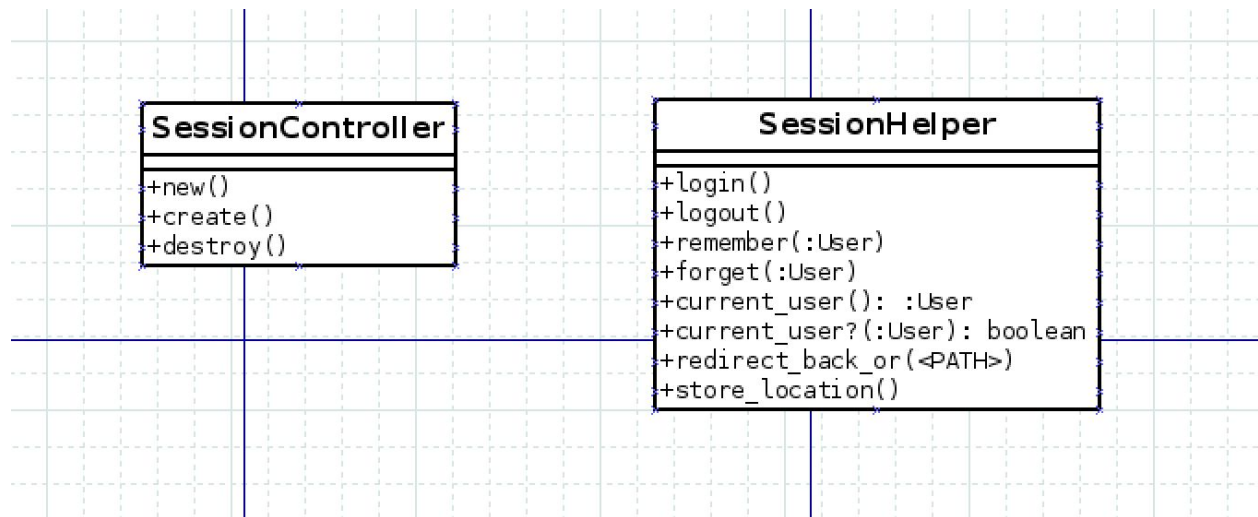 SessionController
+new()
+create()
+destroy()
SessionHelper
+login()
+logout()
+remember(:User)
+forget(:User)
+current_user(): :User
+current_user?(:User): boolean
+redirect_back_or(<PATH>)
+store_location()